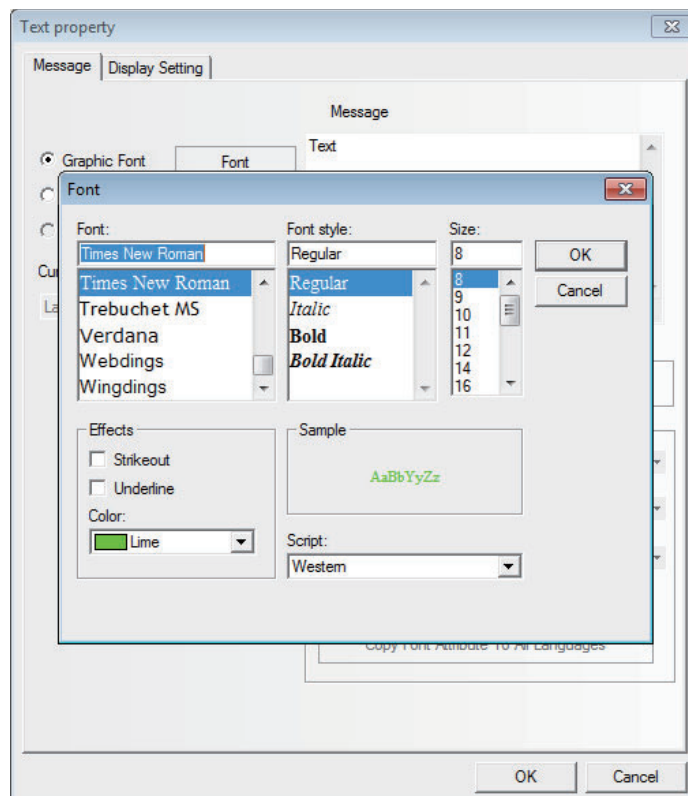 Text property
Message
Display Setting
Message
Graphic Font
Font
Text
Font
Font:
Font style:
Size:
Times New Roman
Regular
8
OK
Cancel
Times New Roman
Trebuchet MS
Verdana
Webdings
Wingdings
Regular
Italic
Bold
Bold Italic
8
9
10
11
12
14
16
Effects
Strikeout
Underline
Color:
Lime
Sample
AaBbYyZz
Script:
Western
Copy Font Attribute To All Languages
OK
Cancel